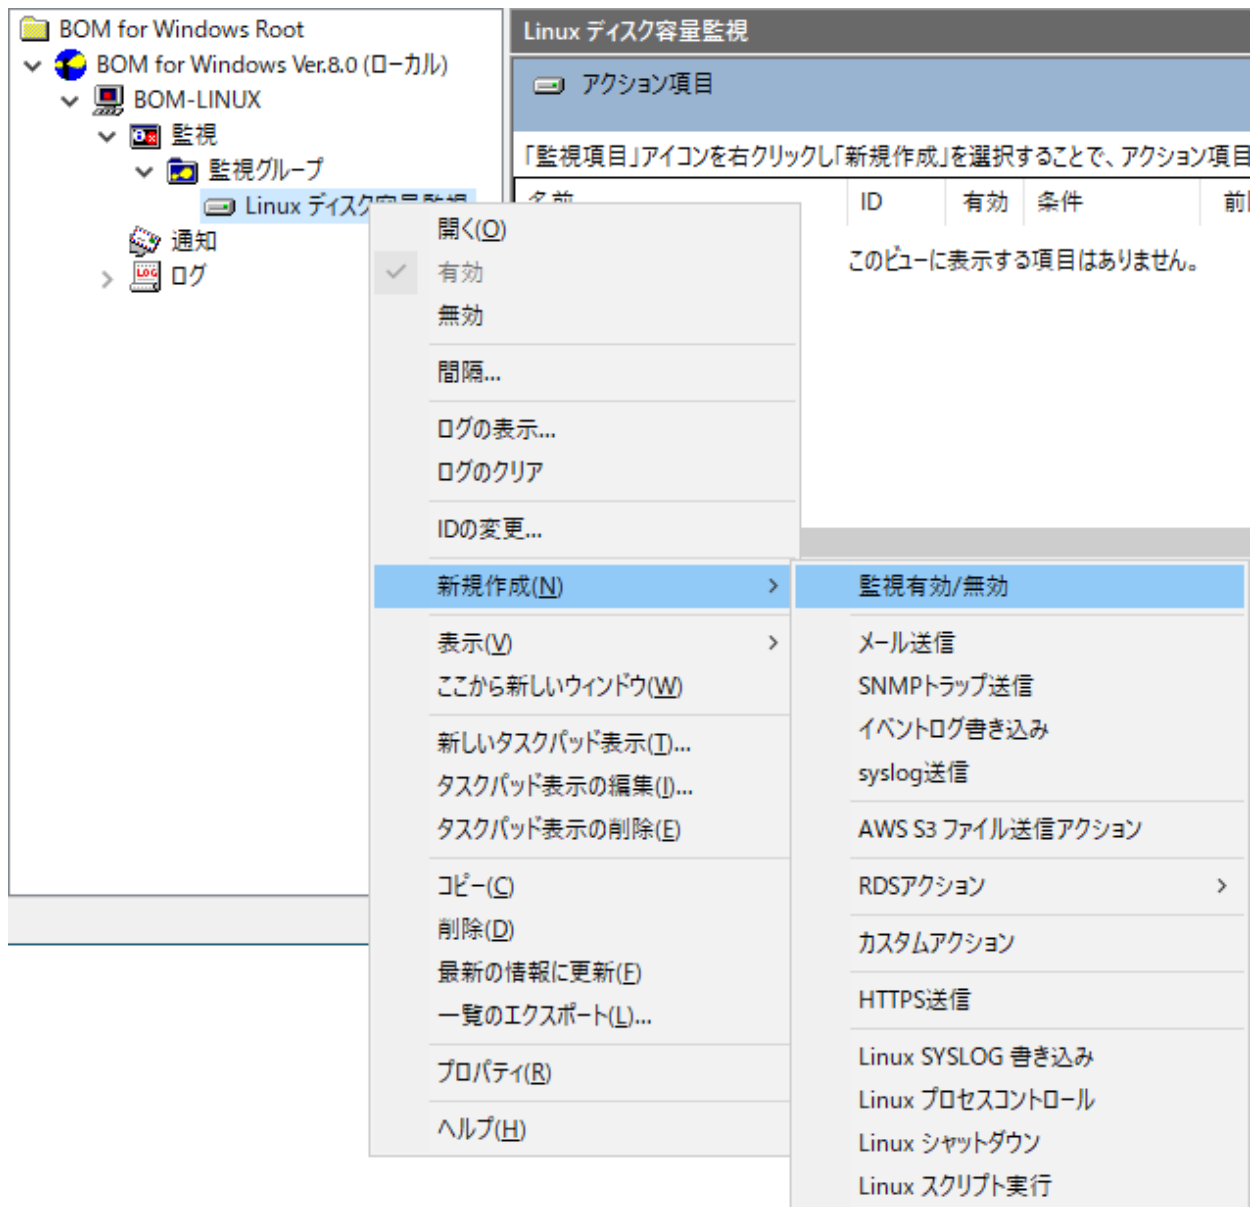 BOM for Windows Root
BOM for Windows Ver.8.0 (ローカル)
BOM-LINUX
監視
監視グループ
Linux ディスク容量監視
通知
ログ
Linux ディスク容量監視
アクション項目
「監視項目」アイコンを右クリックし「新規作成」を選択することで、アクション項目
名前 ID 有効 条件 前
このビューに表示する項目はありません。
開く(O)
有効
無効
間隔...
ログの表示...
ログのクリア
IDの変更...
新規作成(N)
表示(V)
ここから新しいウィンドウ(W)
新しいタスクパッド表示(T)...
タスクパッド表示の編集(I)...
タスクパッド表示の削除(E)
コピー(C)
削除(D)
最新の情報に更新(F)
一覧のエクスポート(L)...
プロパティ(R)
ヘルプ(H)
監視有効/無効
メール送信
SNMPトラップ送信
イベントログ書き込み
syslog送信
AWS S3 ファイル送信アクション
RDSアクション
カスタムアクション
HTTPS送信
Linux SYSLOG 書き込み
Linux プロセスコントロール
Linux シャットダウン
Linux スクリプト実行